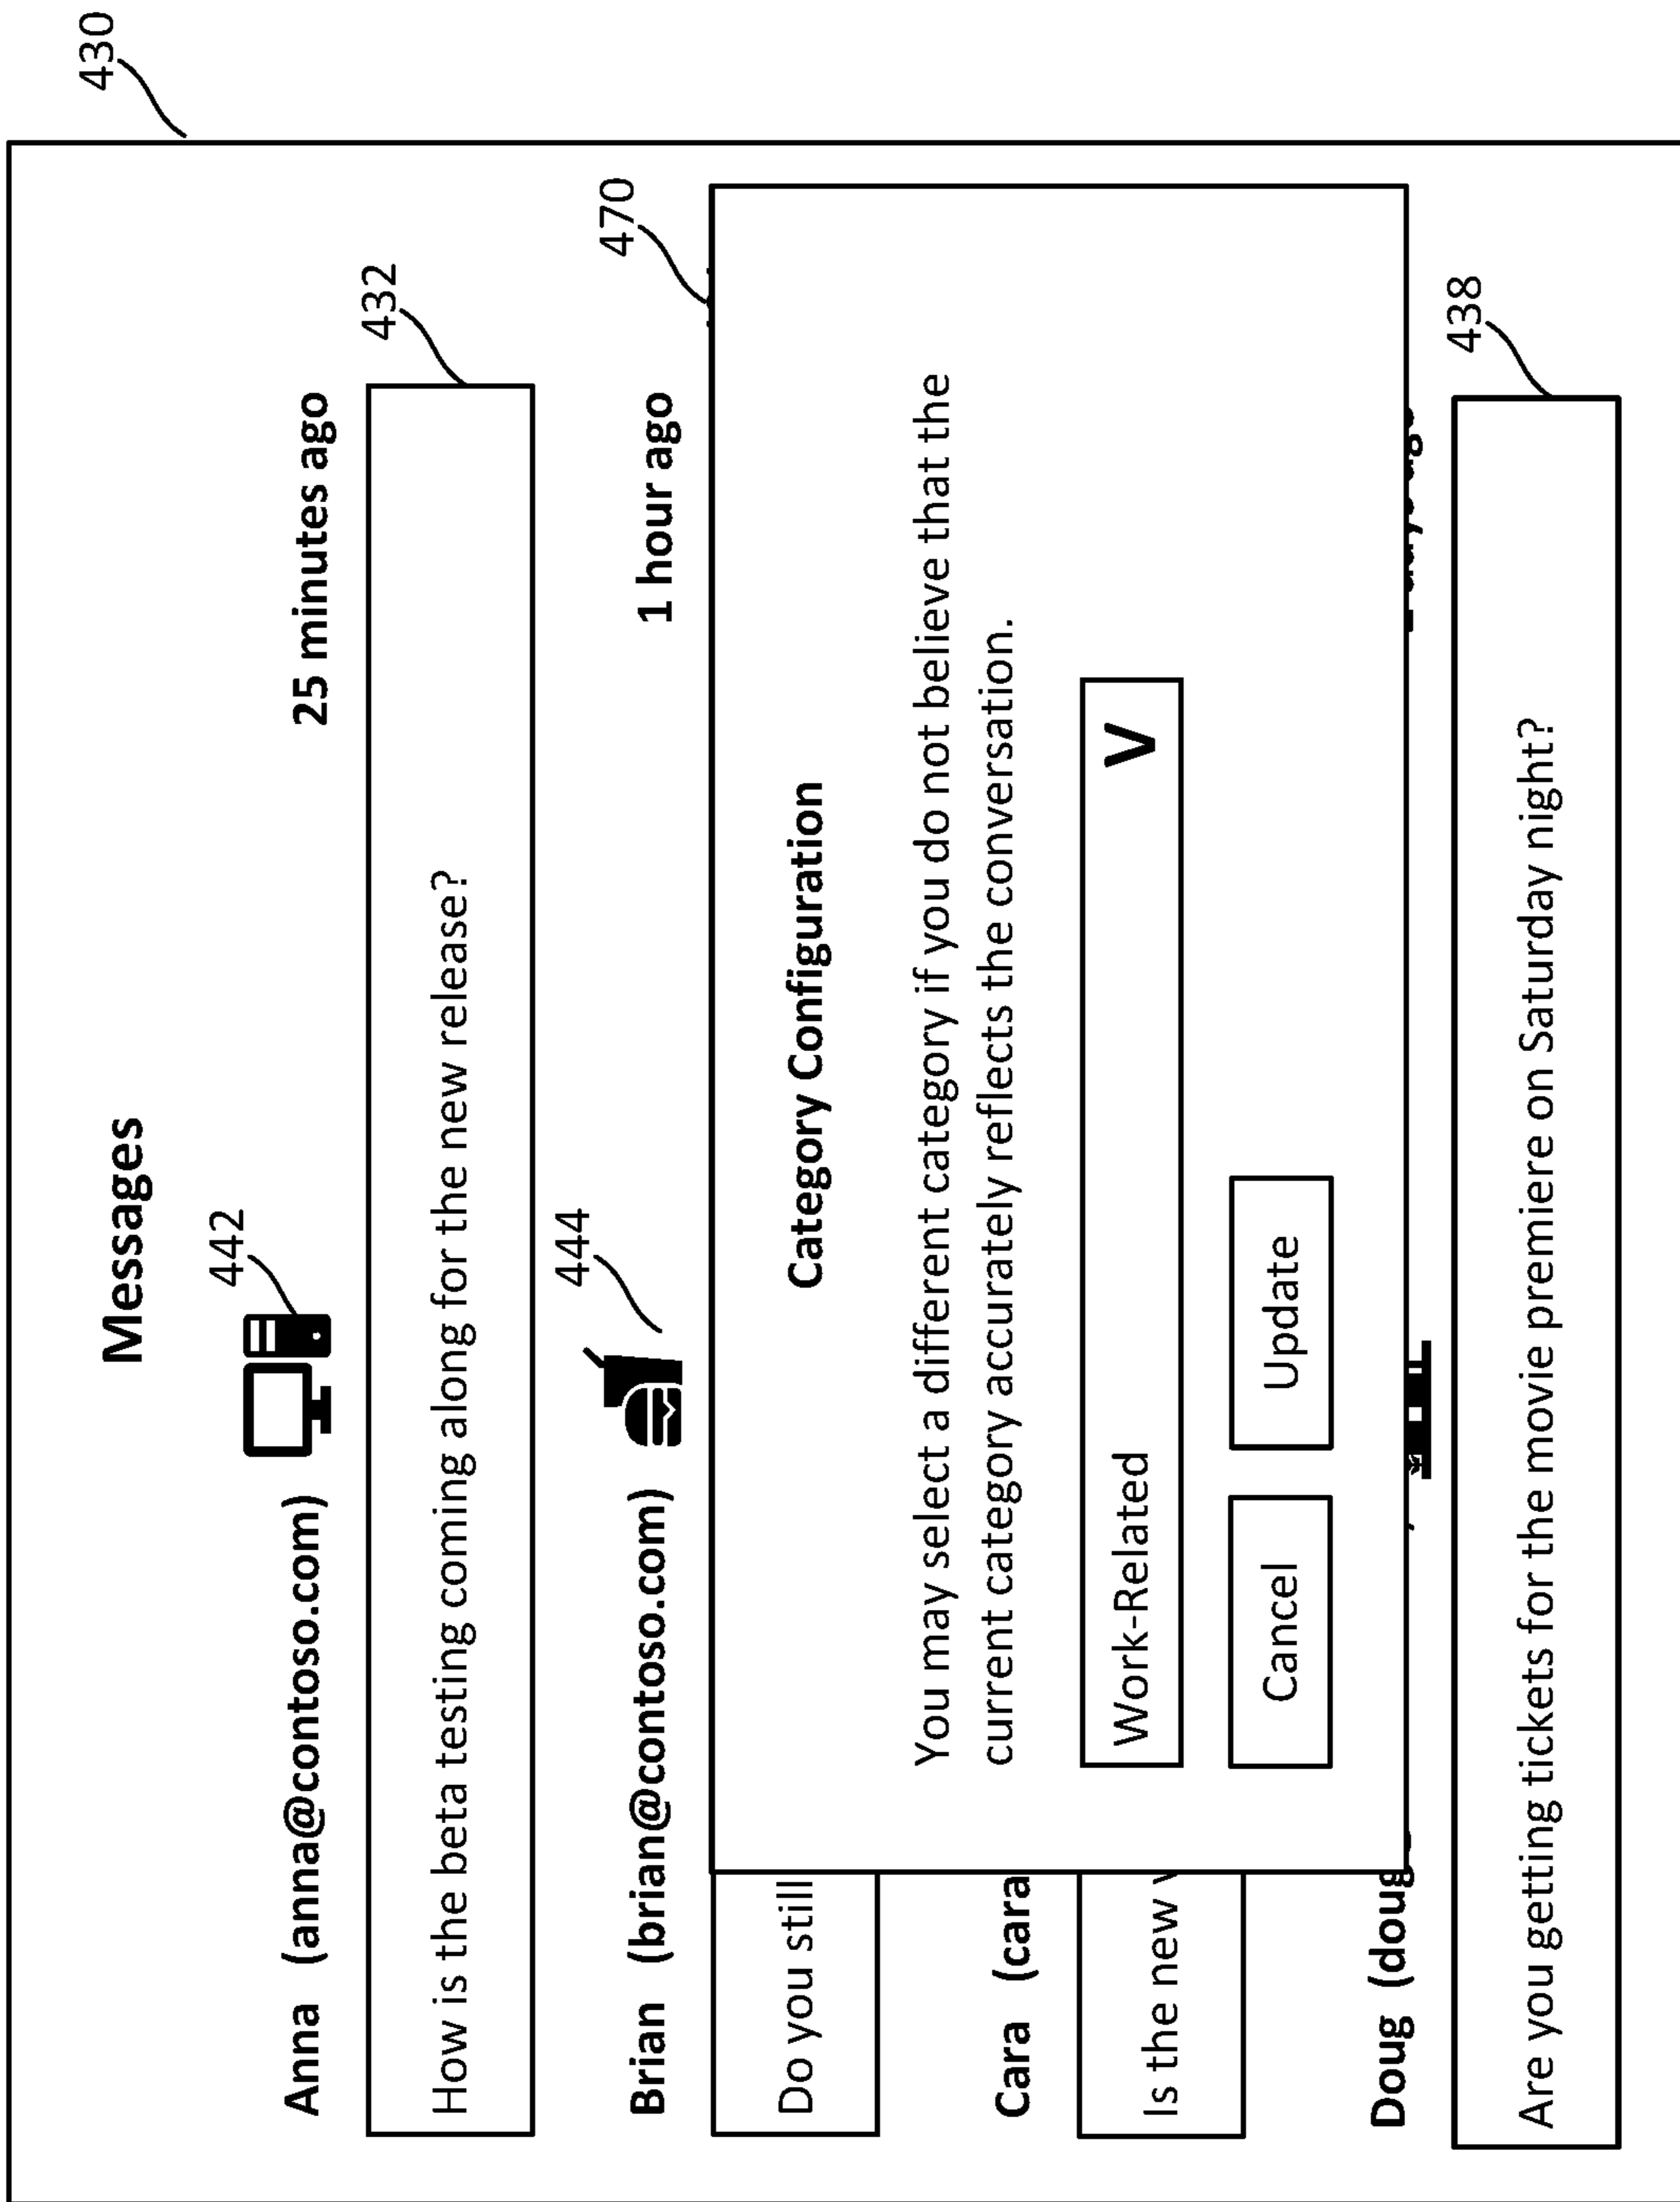 430
Messages
442
Anna (anna@contoso.com) 25 minutes ago
432
How is the beta testing coming along for the new release?
444
Brian (brian@contoso.com) 1 hour ago
470
Do you still
Category Configuration
You may select a different category if you do not believe that the
current category accurately reflects the conversation.
Cara (cara
Work-Related V
Is the new
Cancel Update
Doug (doug
438
Are you getting tickets for the movie premiere on Saturday night?